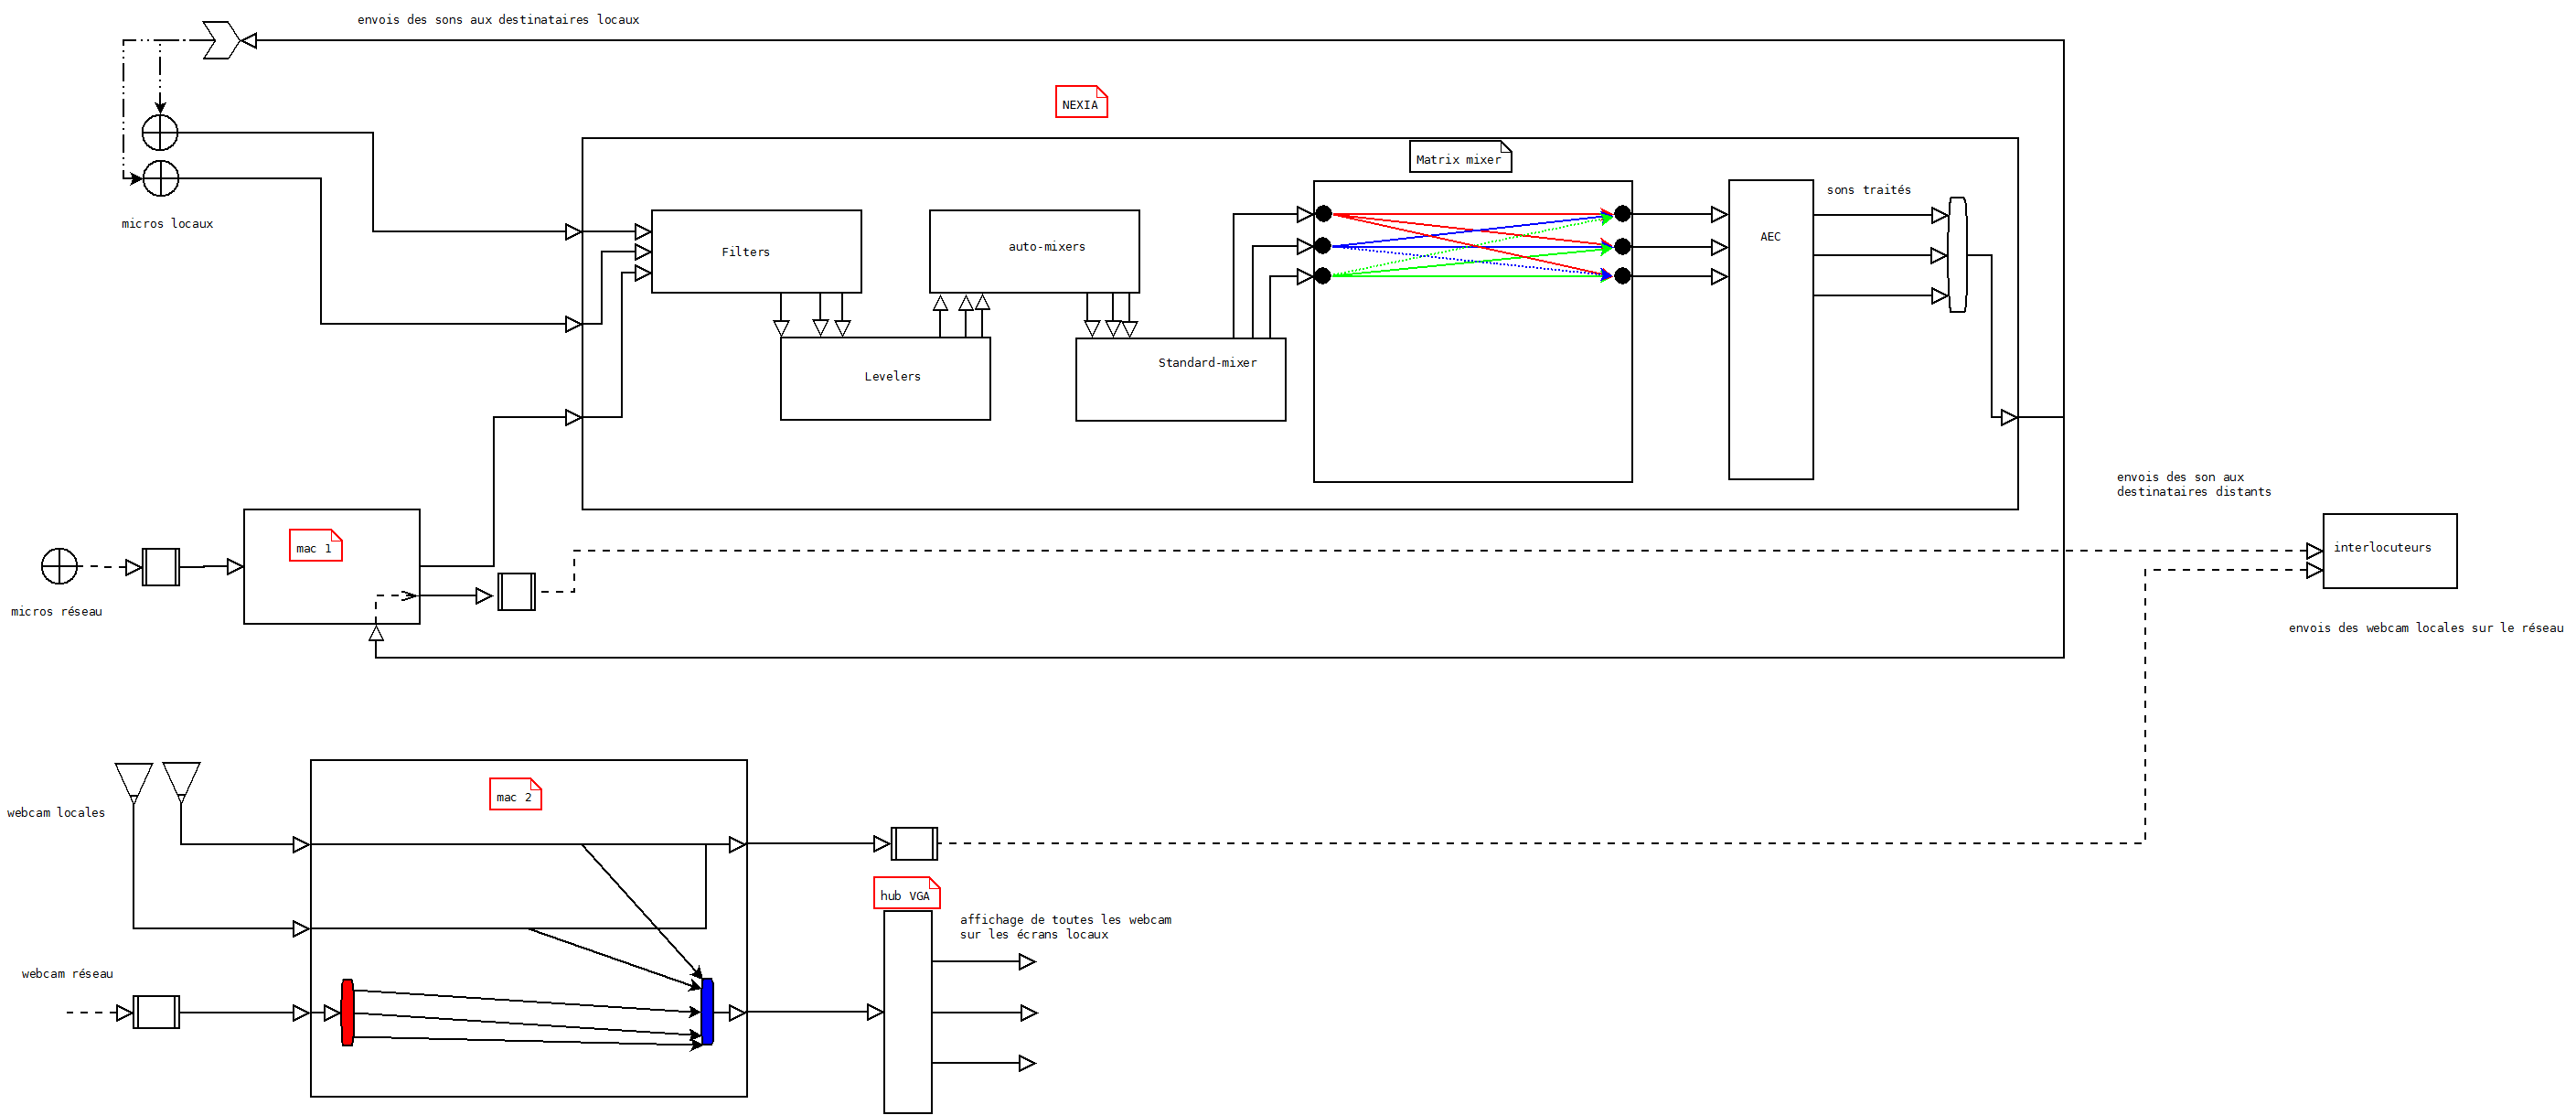 envois des sons aux destinataires locaux
NEXIA
Matrix mixer
sons traités
micros locaux
AEC
auto-mixers
Filters
Standard-mixer
Levelers
envois des son aux
destinataires distants
mac 1
interlocuteurs
micros réseau
envois des webcam locales sur le réseau
mac 2
webcam locales
hub VGA
affichage de toutes les webcam
sur les écrans locaux
webcam réseau